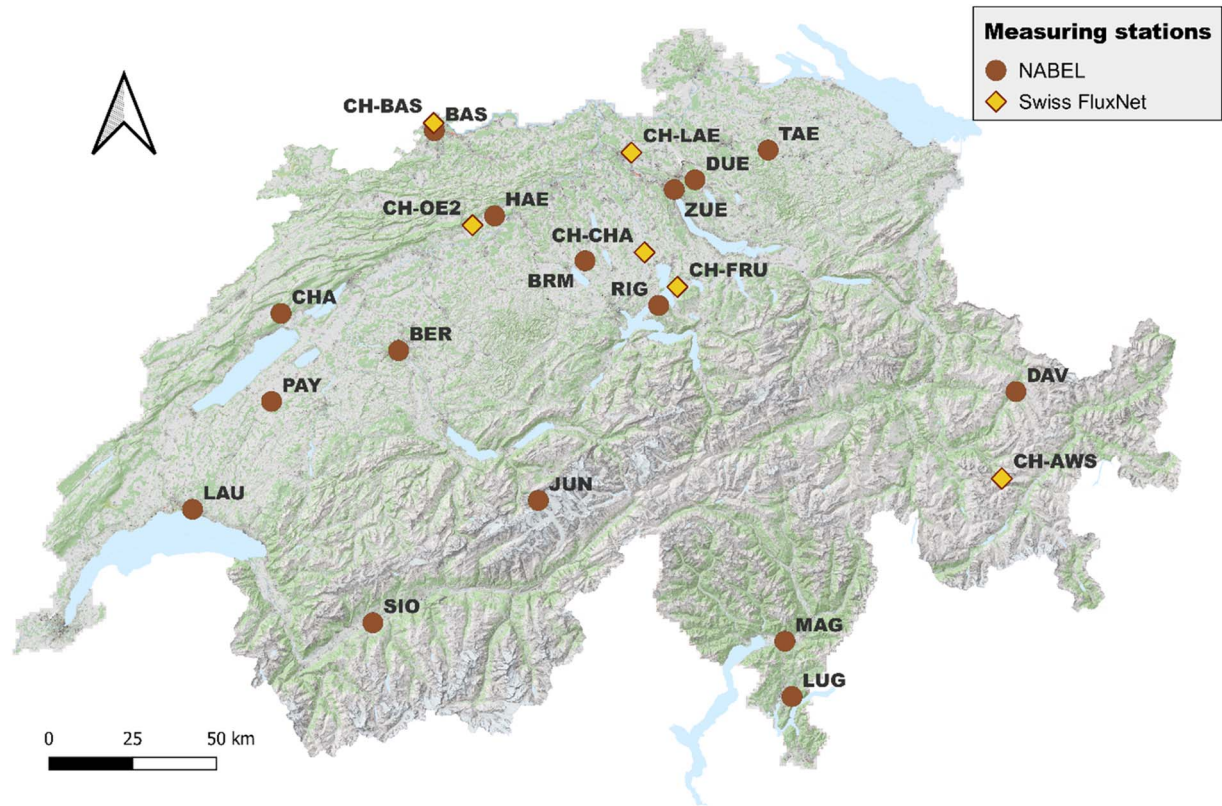 Measuring stations
NABEL
Swiss FluxNet
CH-BAS
BAS
CH-LAE
TAE
DUE
HAE
ZUE
CH-OE2
CH-CHA
CH-FRU
BRM
RIG
CHA
BER
PAY
DAV
CH-AWS
LAU
JUN
SIO
MAG
LUG
0 25 50 km